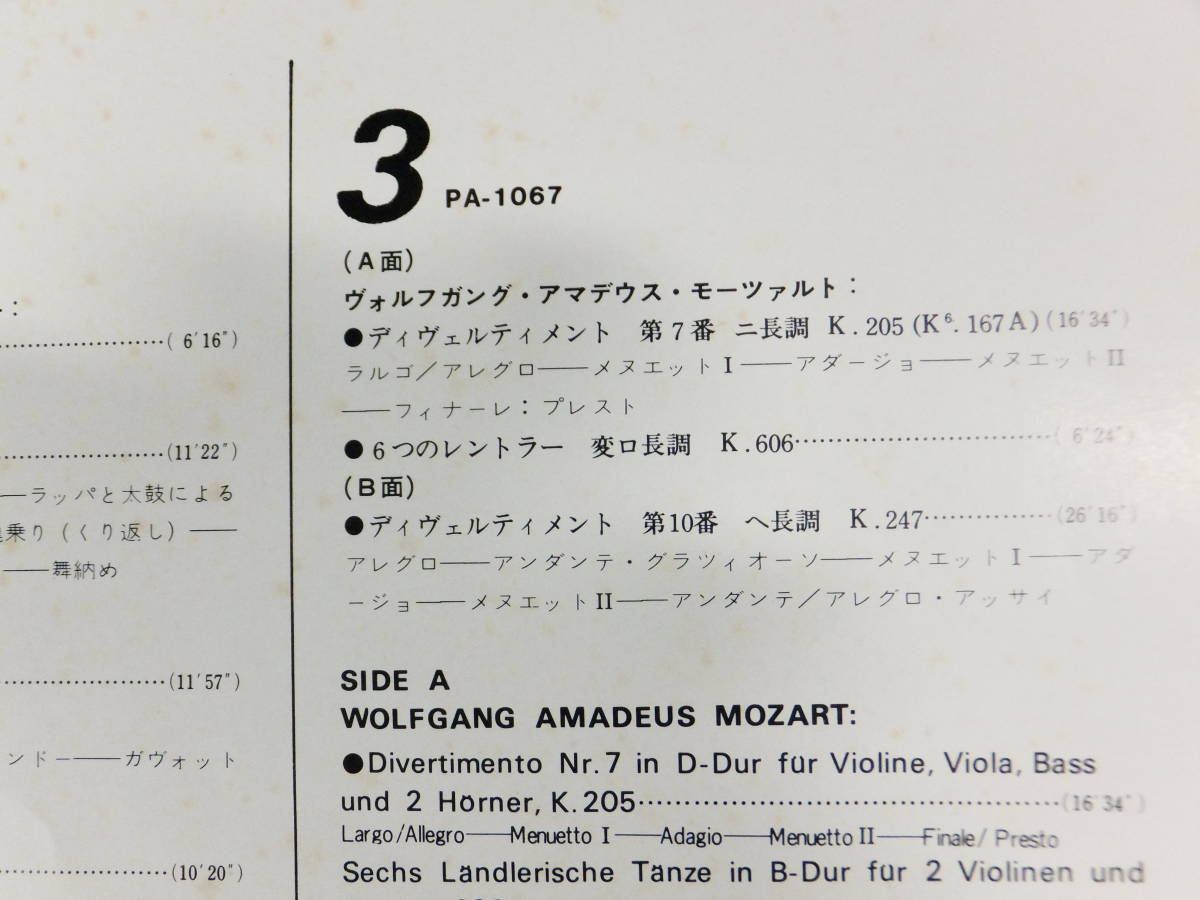 ト:
( 6′16″)
(11′22″)
——ラッパと太鼓による
乗り（くり返し）——
——舞納め
(11′57″)
ンド-——ガヴォット
(10′20″)
3 PA-1067
(A面)
ヴォルフガング・アマデウス・モーツァルト：
●ディヴェルティメント　第7番　ニ長調　K.205 (K⁶. 167A) (16′34″)
ラルゴ／アレグロ——メヌエットⅠ——アダージョ——メヌエットⅡ
——フィナーレ：プレスト
●6つのレントラー　変ロ長調　K.606……………………( 6′24″)
(B面)
●ディヴェルティメント　第10番　ヘ長調　K.247……………(26′16″)
アレグロ——アンダンテ・グラツィオーソ——メヌエットⅠ——アダ
ージョ——メヌエットⅡ——アンダンテ／アレグロ・アッサイ
SIDE A
WOLFGANG AMADEUS MOZART:
●Divertimento Nr.7 in D-Dur für Violine, Viola, Bass
und 2 Hörner, K.205……………………………………(16′34″)
Largo/Allegro——Menuetto I——Adagio——Menuetto II——Finale/ Presto
Sechs Ländlerische Tänze in B-Dur für 2 Violinen und